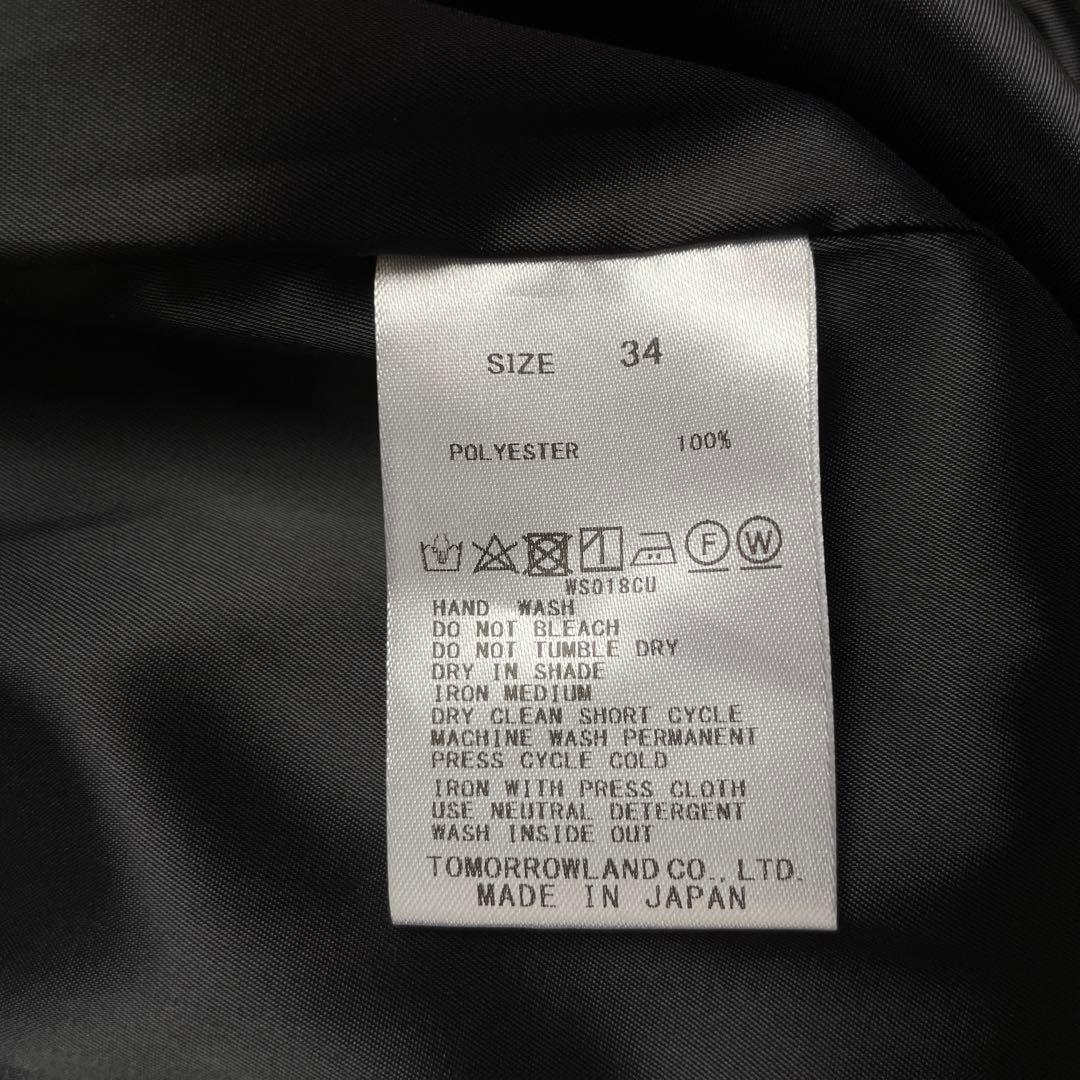 SIZE 34
POLYESTER 100%
F W
WS018CU
HAND WASH
DO NOT BLEACH
DO NOT TUMBLE DRY
DRY IN SHADE
IRON MEDIUM
DRY CLEAN SHORT CYCLE
MACHINE WASH PERMANENT
PRESS CYCLE COLD
IRON WITH PRESS CLOTH
USE NEUTRAL DETERGENT
WASH INSIDE OUT
TOMORROWLAND CO., LTD.
MADE IN JAPAN